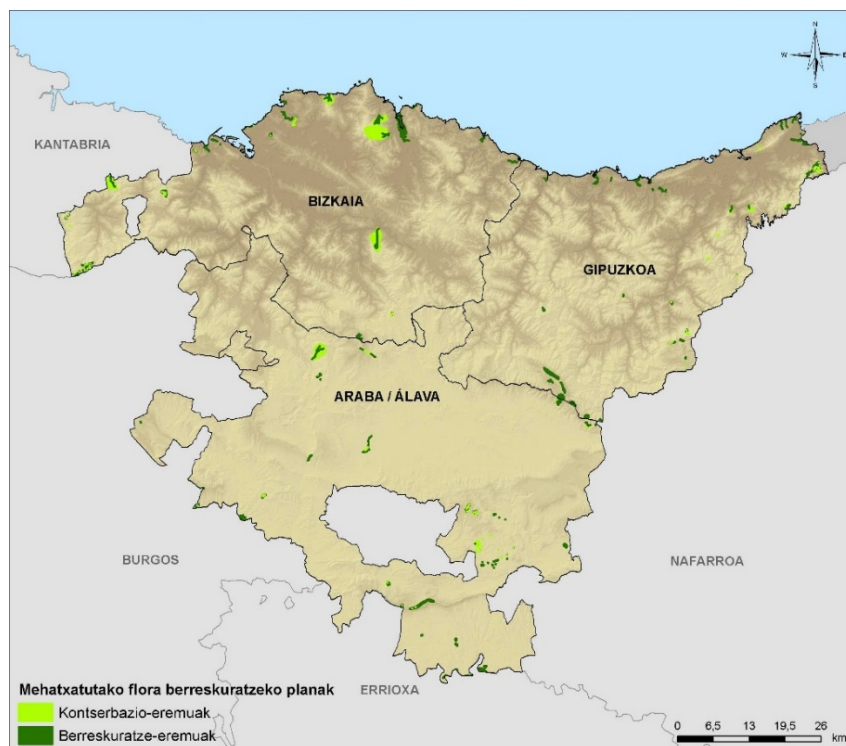 N
W E
S
KANTABRIA
BIZKAIA
GIPUZKOA
ARABA / ÁLAVA
BURGOS
NAFARROA
ERRIOXA
Mehatxatutako flora berreskuratzeko planak
Kontserbazio-eremuak
Berreskuratze-eremuak
0 6,5 13 19,5 26
km